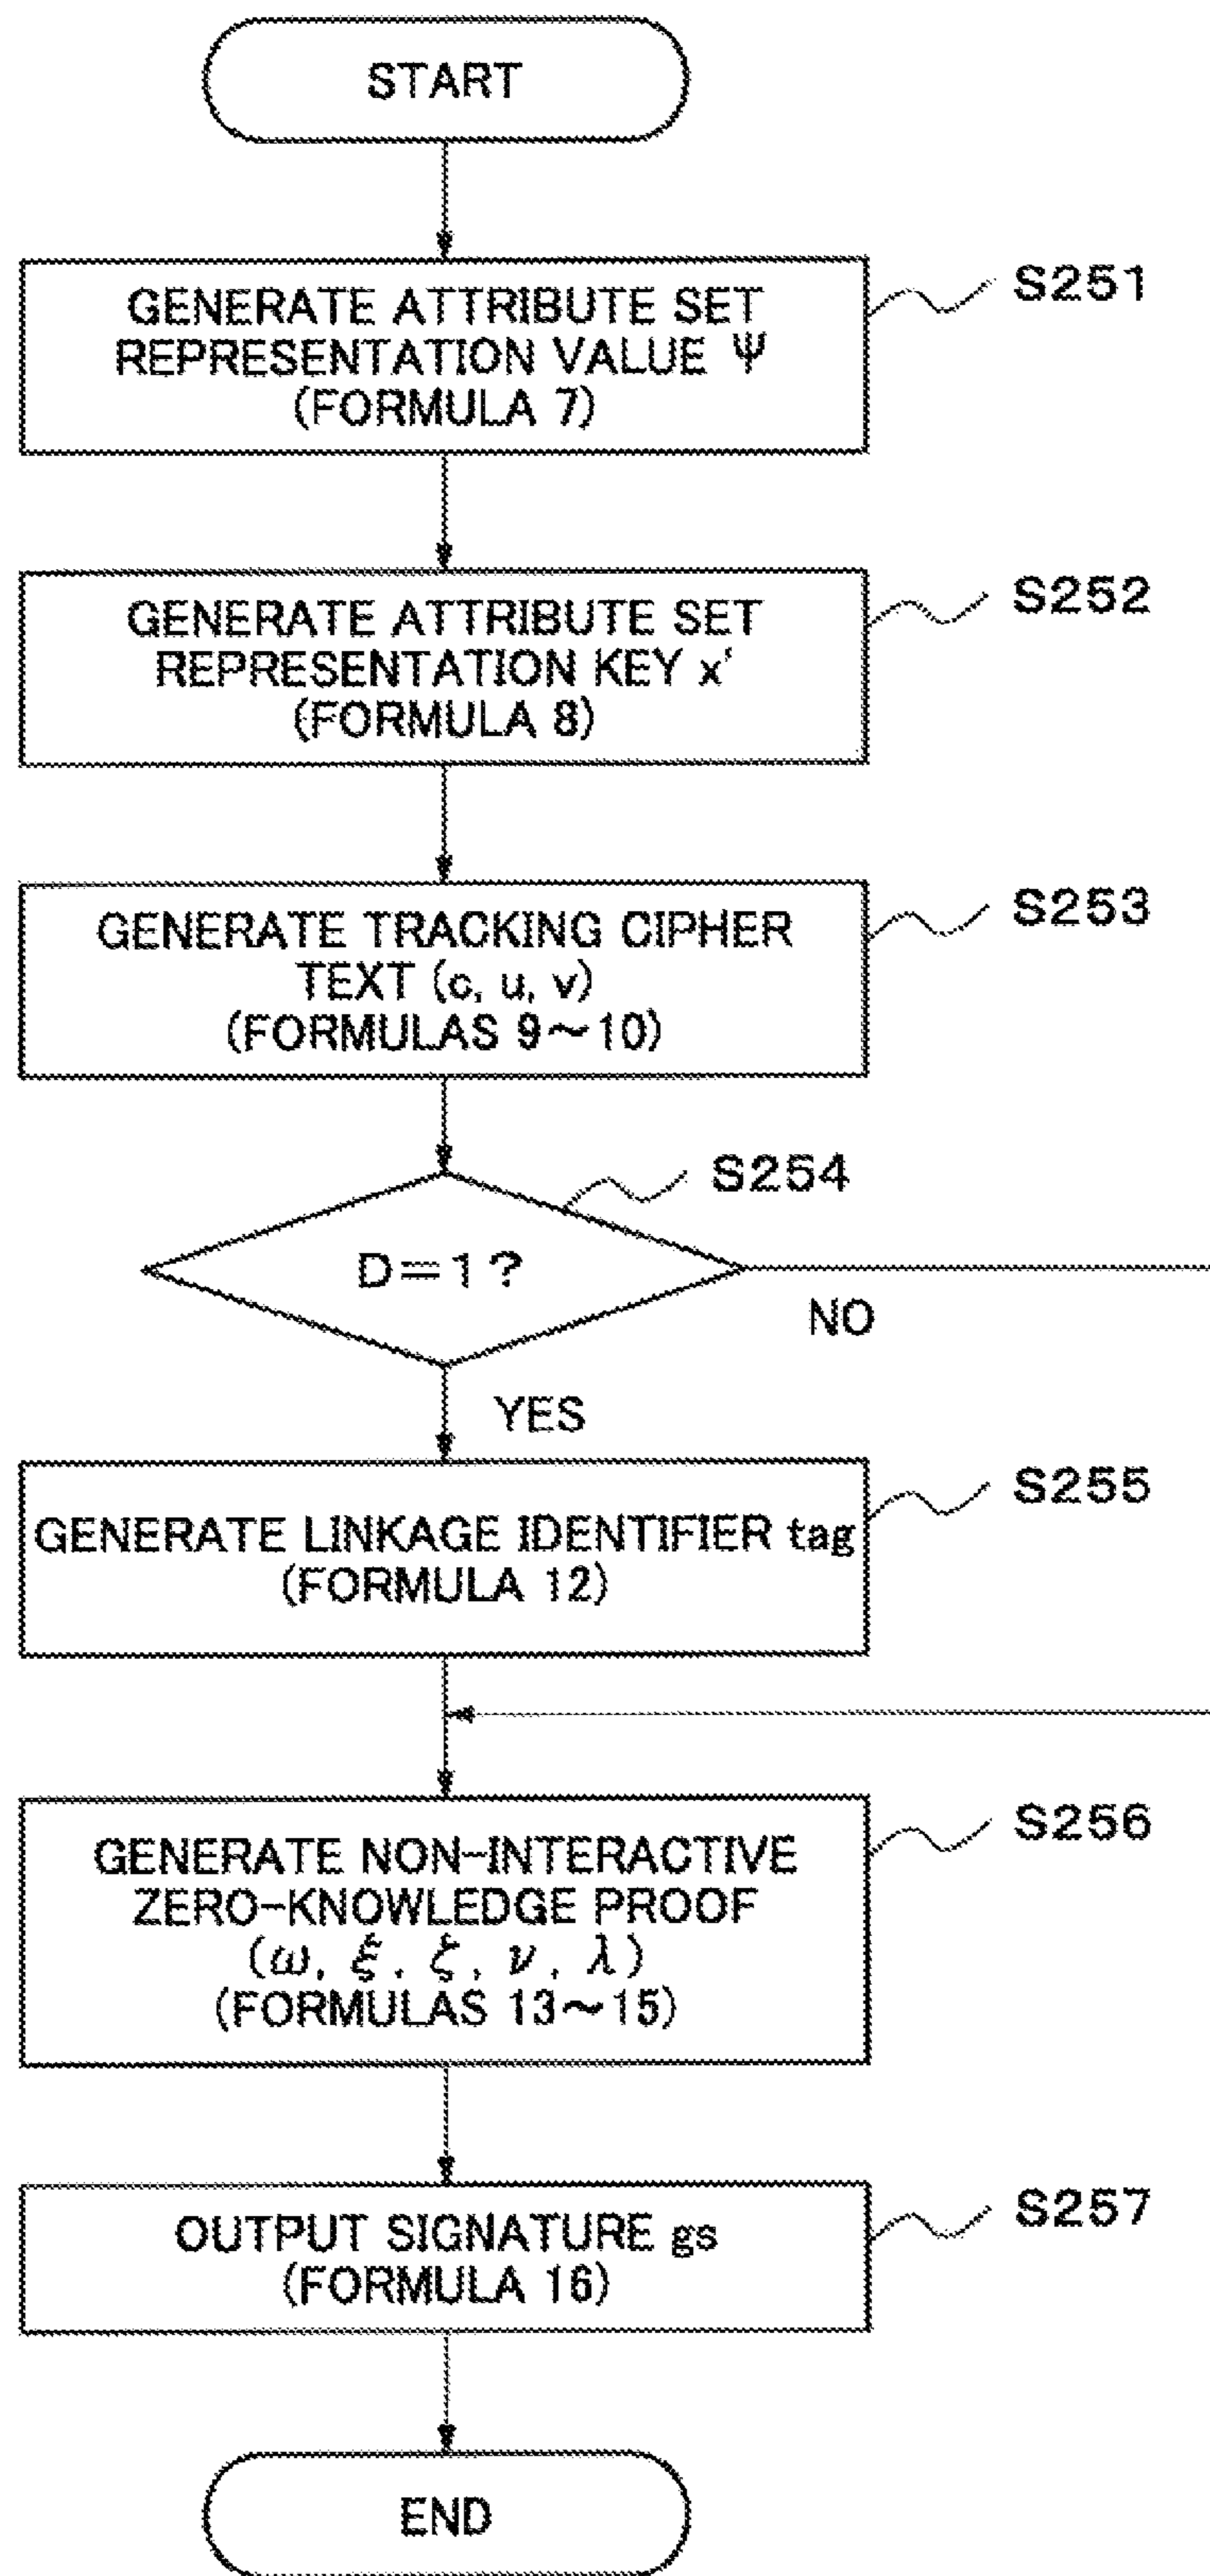 START
GENERATE ATTRIBUTE SET
REPRESENTATION VALUE Ψ
(FORMULA 7)
S251
GENERATE ATTRIBUTE SET
REPRESENTATION KEY x'
(FORMULA 8)
S252
GENERATE TRACKING CIPHER
TEXT (c, u, v)
(FORMULAS 9~10)
S253
S254
D=1?
NO
YES
GENERATE LINKAGE IDENTIFIER tag
(FORMULA 12)
S255
GENERATE NON-INTERACTIVE
ZERO-KNOWLEDGE PROOF
(ω, ξ, ζ, ν, λ)
(FORMULAS 13~15)
S256
OUTPUT SIGNATURE gs
(FORMULA 16)
S257
END